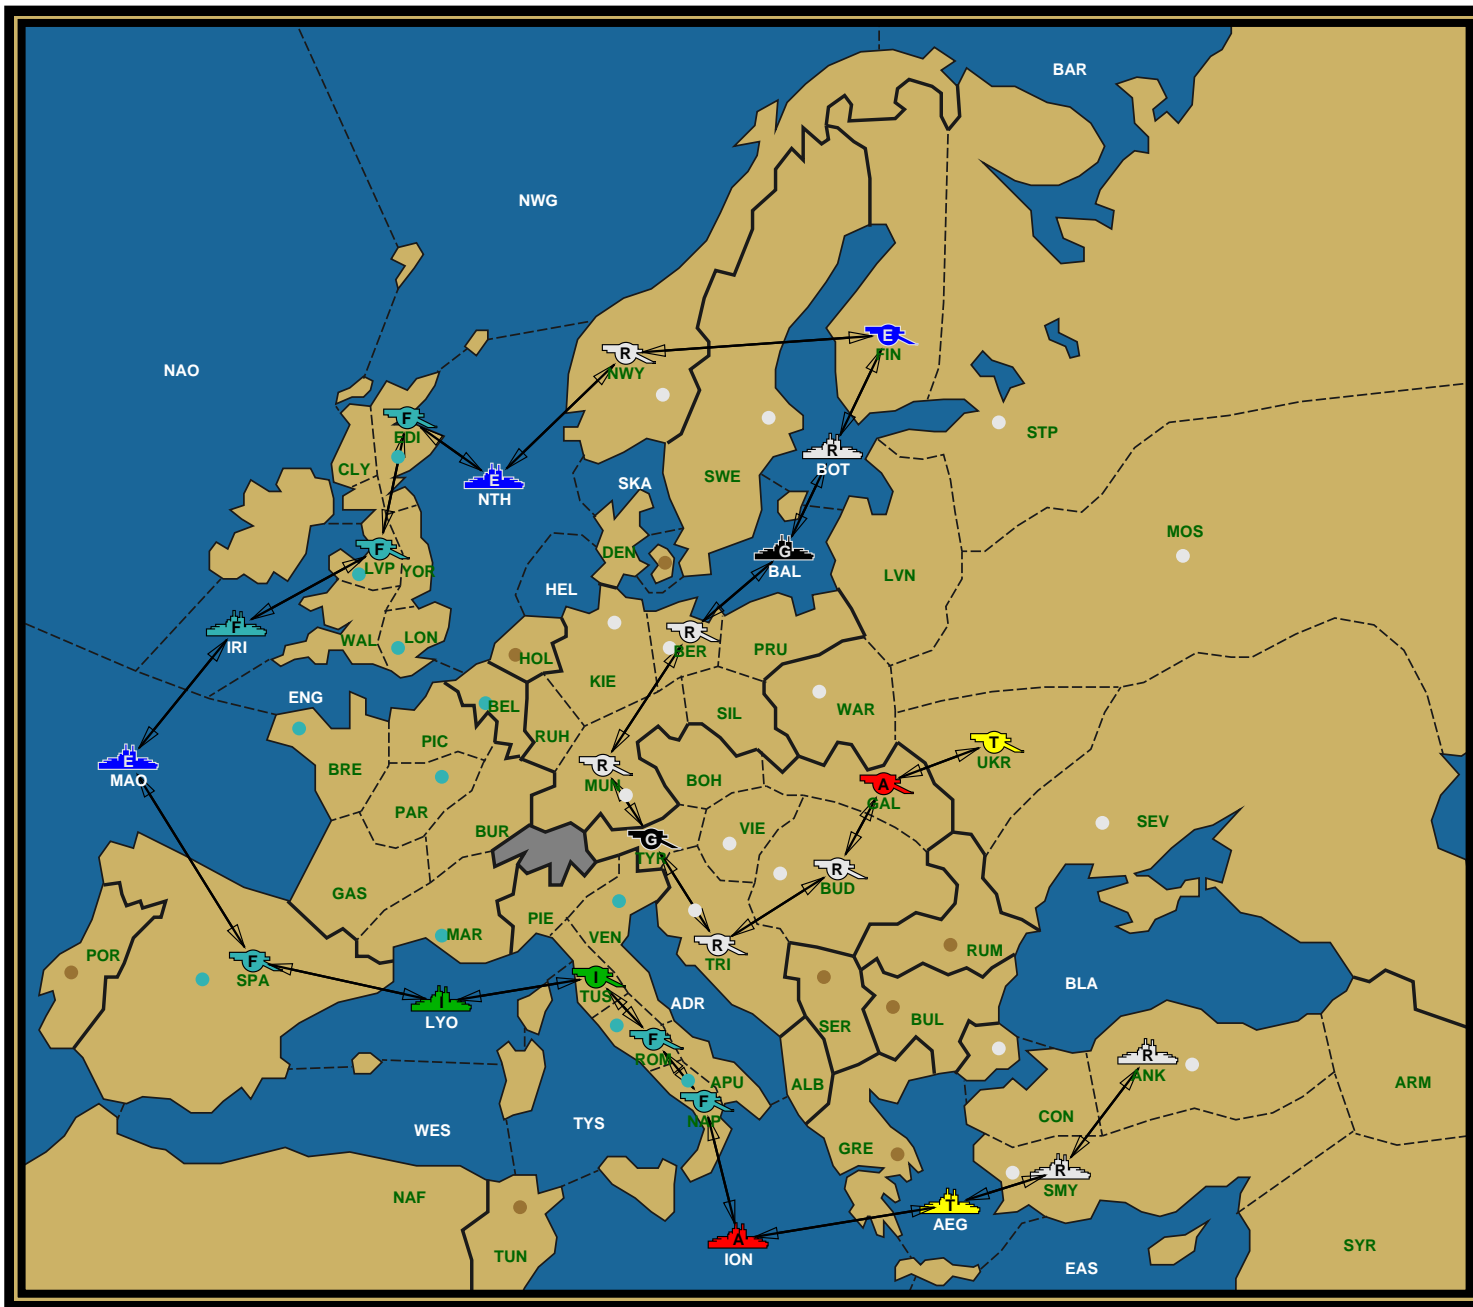 BAR
NWG
NAO
R
NWY
E
FIN
F
EDI
CLY
E
NTH
SKA
SWE
R
BOT
STP
MOS
F
LVP
YOR
DEN
G
BAL
LVN
HEL
F
IRI
WAL
LON
HOL
R
BER
PRU
KIE
ENG
BEL
SIL
WAR
PIC
RUH
E
MAO
BRE
PAR
R
MUN
BOH
A
GAL
T
UKR
SEV
BUR
G
TYR
VIE
R
BUD
GAS
PIE
MAR
VEN
R
TRI
RUM
POR
F
SPA
I
LYO
I
TUS
ADR
BLA
SER
BUL
F
ROM
APU
ALB
R
ANK
ARM
F
NAP
WES
TYS
CON
GRE
NAF
R
SMY
T
AEG
TUN
A
ION
EAS
SYR